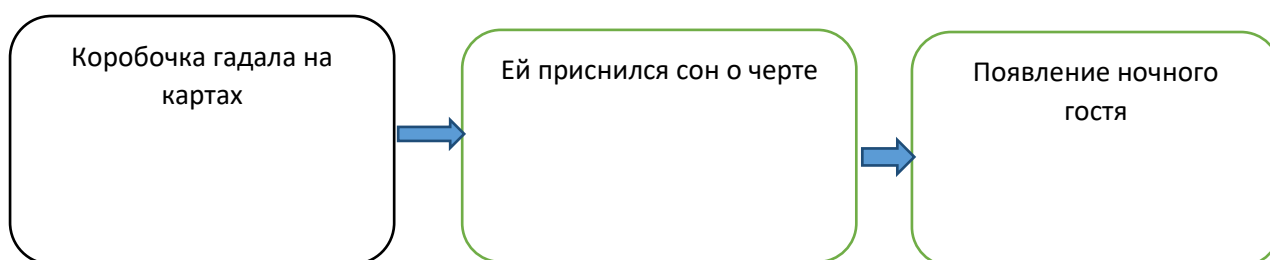 Коробочка гадала на
картах
Ей приснился сон о черте
Появление ночного
гостя